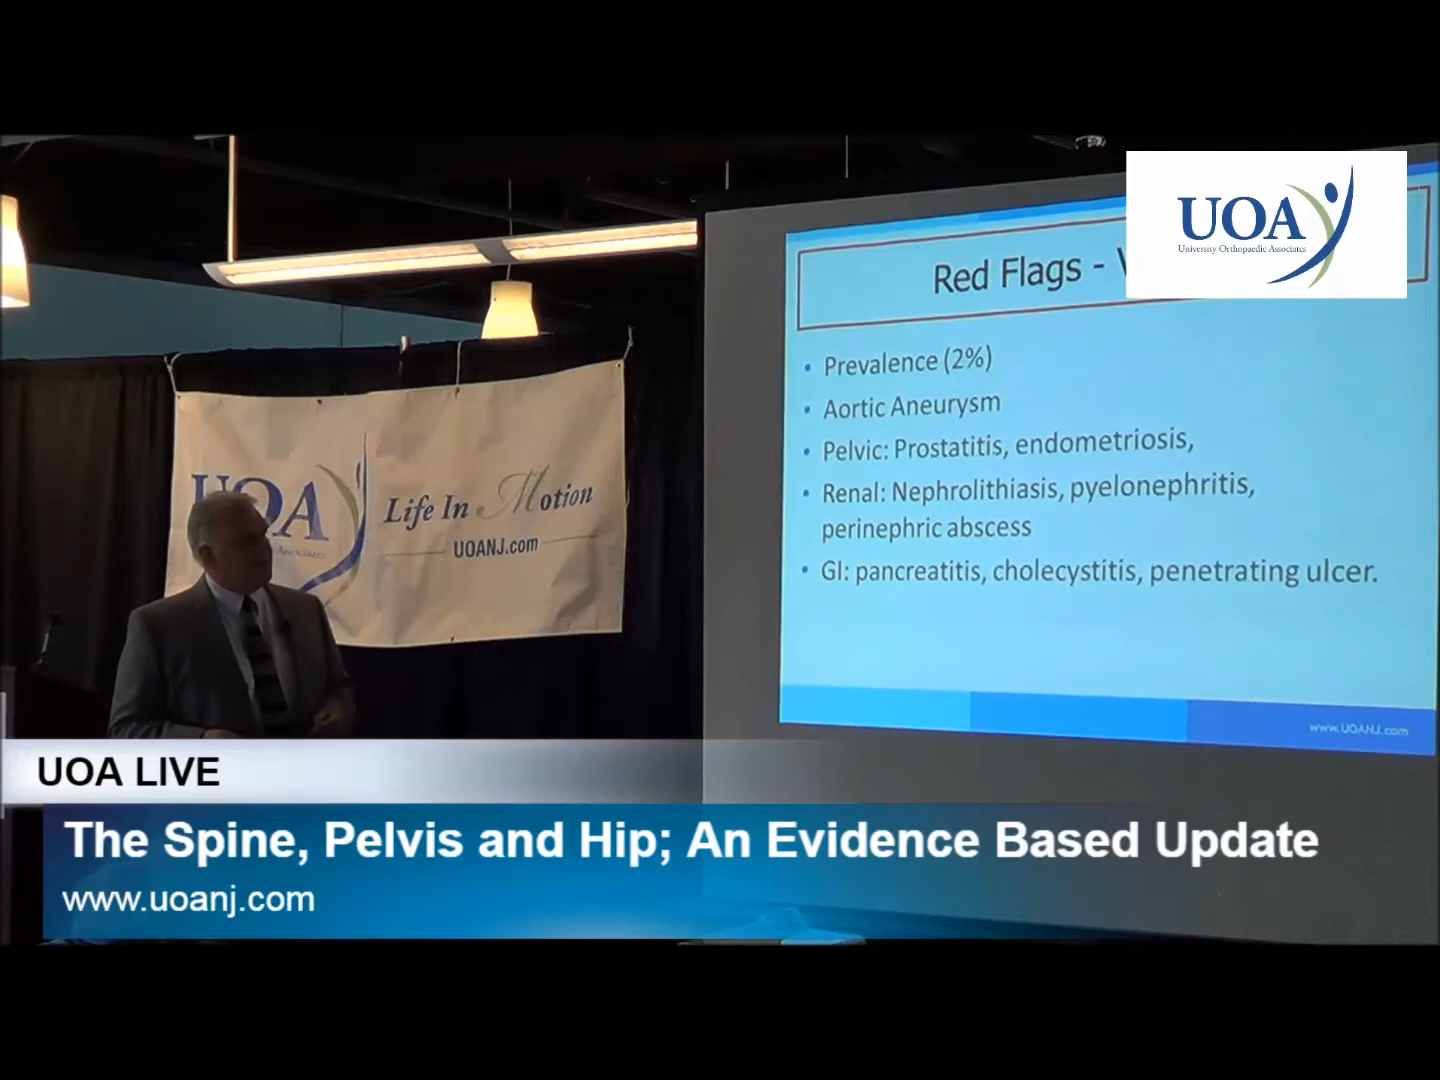 UOA
University Orthopaedic Associates
Red Flags -
• Prevalence (2%)
• Aortic Aneurysm
• Pelvic: Prostatitis, endometriosis,
• Renal: Nephrolithiasis, pyelonephritis,
perinephric abscess
• GI: pancreatitis, cholecystitis, penetrating ulcer.
www.UOANJ.com
UOA
Associates
Life In Motion
UOANJ.com
UOA LIVE
The Spine, Pelvis and Hip; An Evidence Based Update
www.uoanj.com